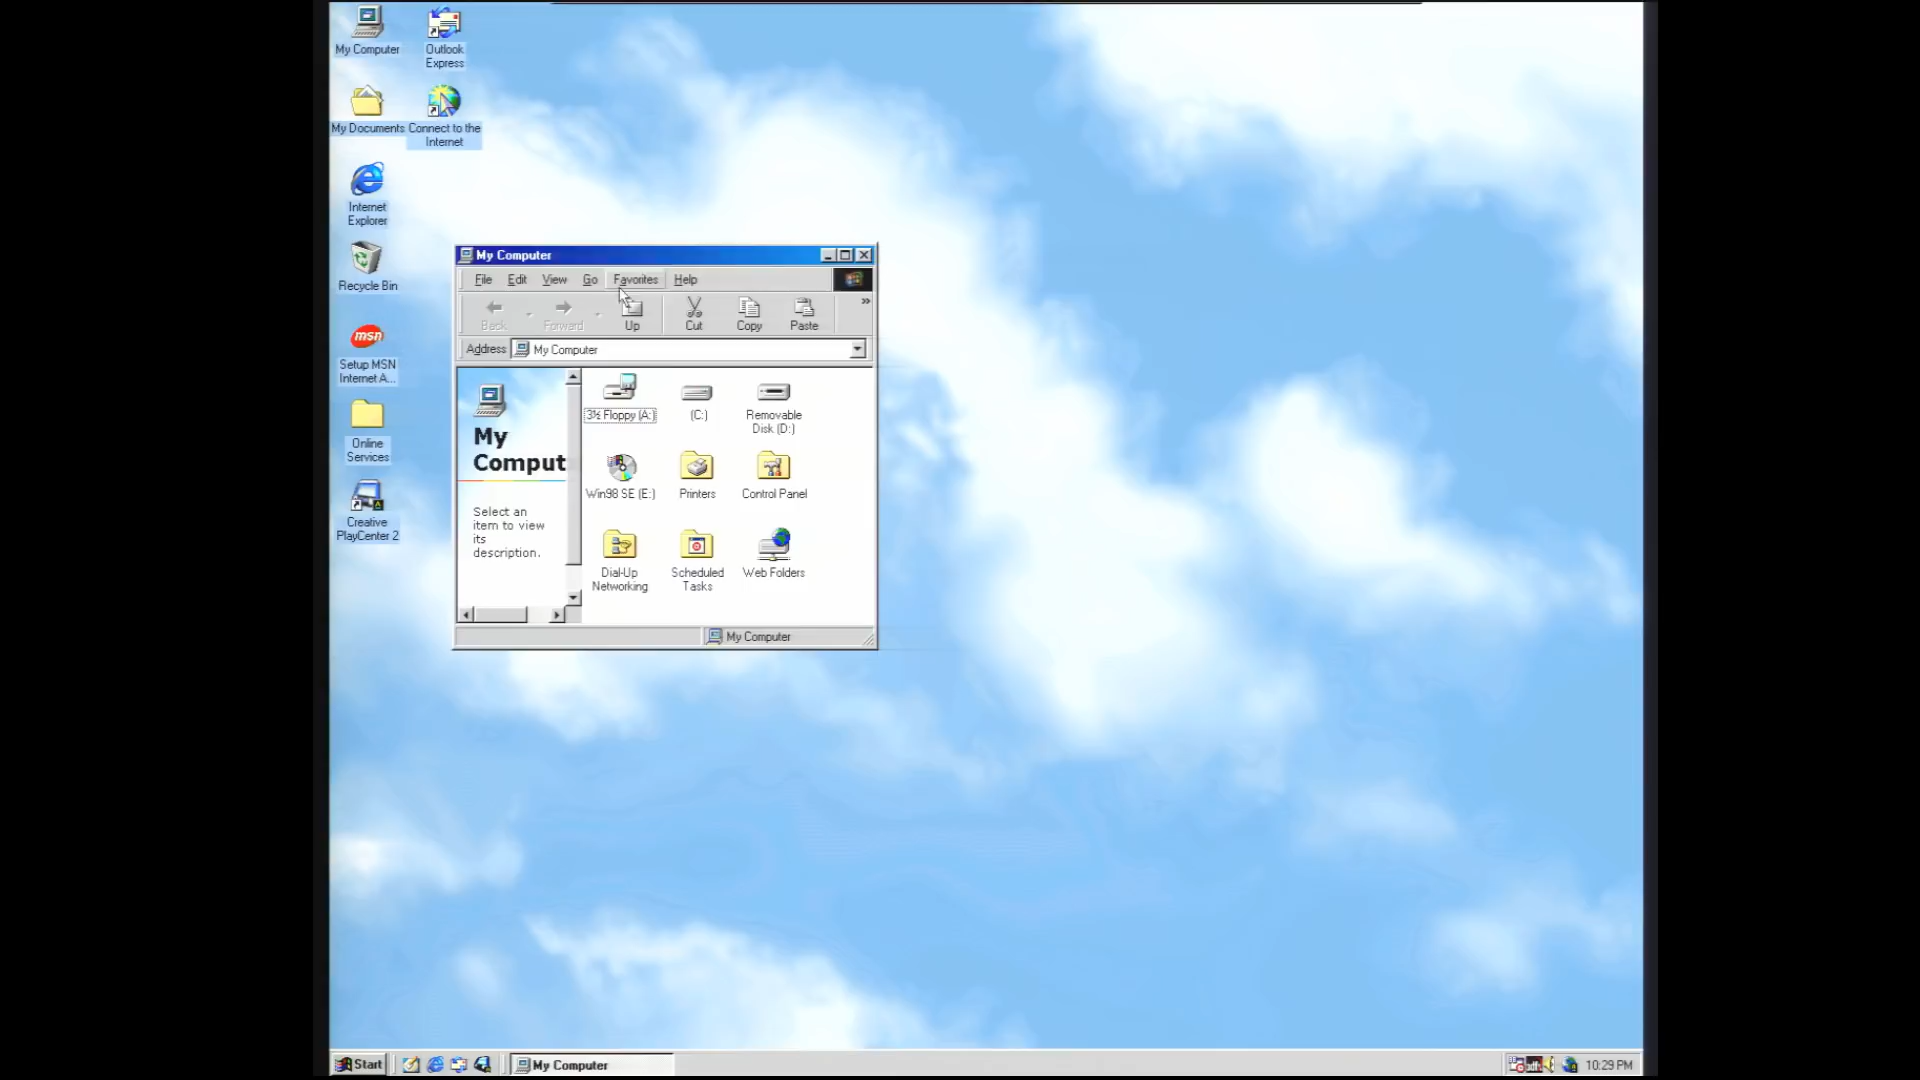 My Computer
Outlook
Express
My Documents
Connect to the
Internet
Internet
Explorer
Recycle Bin
msn
Setup MSN
Internet A...
Online
Services
Creative
PlayCenter 2
My Computer
File Edit View Go Favorites Help
Back Forward Up Cut Copy Paste »
Address My Computer
My
Comput
Select an
item to view
its
description.
3½ Floppy (A:) (C:) Removable
Disk (D:)
Win98 SE (E:) Printers Control Panel
Dial-Up
Networking
Scheduled
Tasks
Web Folders
My Computer
Start My Computer 10:29 PM